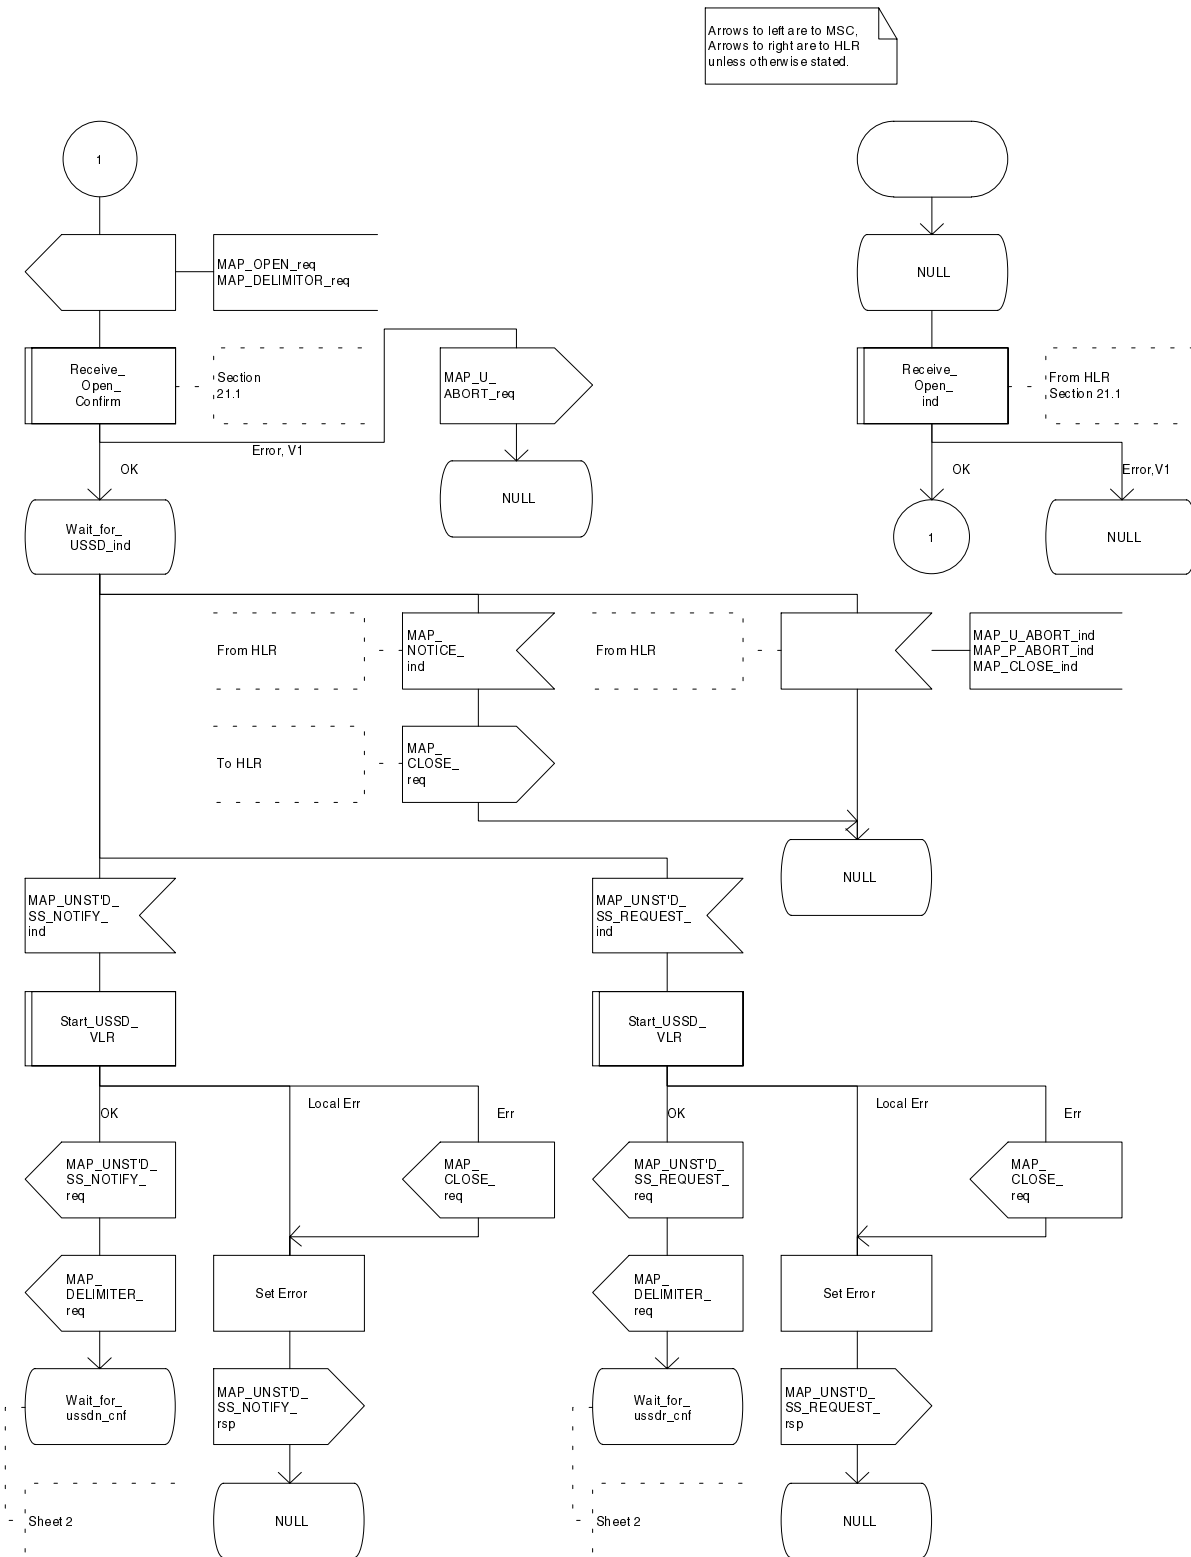 Arrows to left are to MSC,
Arrows to right are to HLR
unless otherwise stated.
1
MAP_OPEN_req
MAP_DELIMITOR_req
NULL
Receive_
Open_
Confirm
Section
21.1
MAP_U_
ABORT_req
Receive_
Open_
ind
From HLR
Section 21.1
Error, V1
OK
OK
Error,V1
NULL
Wait_for_
USSD_ind
1
NULL
From HLR
MAP_
NOTICE_
ind
From HLR
MAP_U_ABORT_ind
MAP_P_ABORT_ind
MAP_CLOSE_ind
To HLR
MAP_
CLOSE_
req
NULL
MAP_UNST'D_
SS_NOTIFY_
ind
MAP_UNST'D_
SS_REQUEST_
ind
Start_USSD_
VLR
Start_USSD_
VLR
OK
Local Err
Err
OK
Local Err
Err
MAP_UNST'D_
SS_NOTIFY_
req
MAP_
CLOSE_
req
MAP_UNST'D_
SS_REQUEST_
req
MAP_
CLOSE_
req
MAP_
DELIMITER_
req
Set Error
MAP_
DELIMITER_
req
Set Error
Wait_for_
ussdn_cnf
MAP_UNST'D_
SS_NOTIFY_
rsp
Wait_for_
ussdr_cnf
MAP_UNST'D_
SS_REQUEST_
rsp
Sheet 2
NULL
Sheet 2
NULL